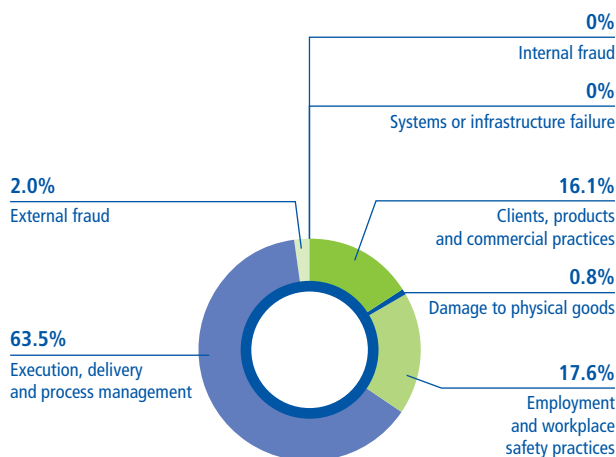 0%
Internal fraud
0%
Systems or infrastructure failure
2.0%
External fraud
16.1%
Clients, products
and commercial practices
0.8%
Damage to physical goods
63.5%
Execution, delivery
and process management
17.6%
Employment
and workplace
safety practices